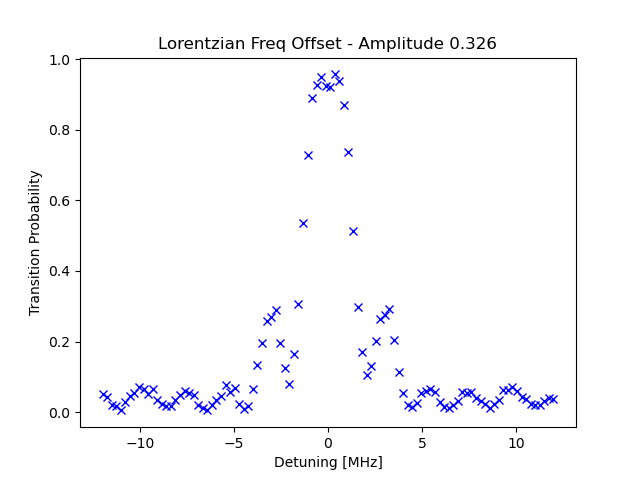 Lorentzian Freq Offset - Amplitude 0.326
1.0
0.8
0.6
0.4
0.2
0.0
Transition Probability
−10 −5 0 5 10
Detuning [MHz]